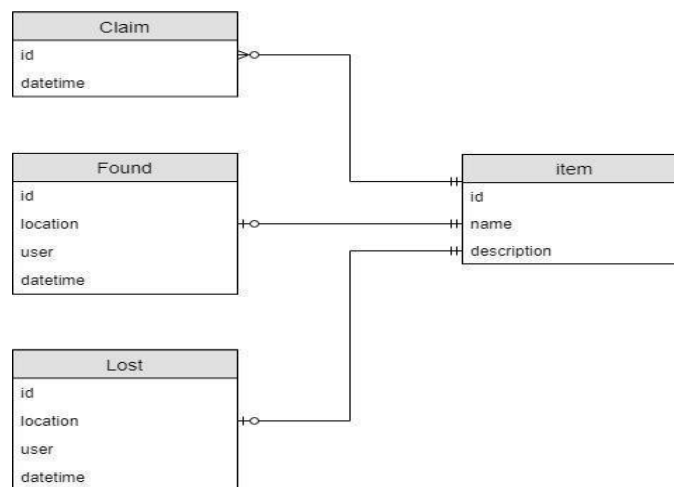 Claim
id
datetime
Found
id
location
user
datetime
item
id
name
description
Lost
id
location
user
datetime